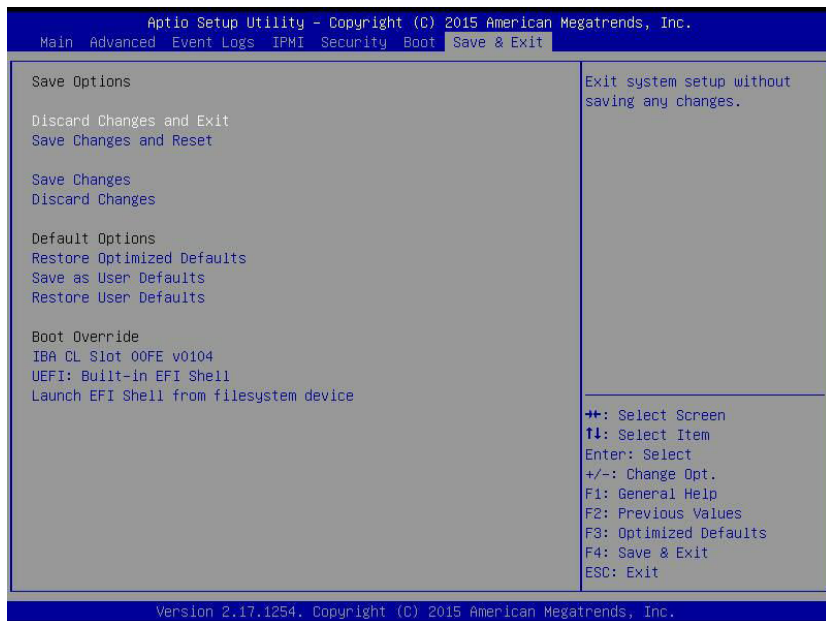 Aptio Setup Utility – Copyright (C) 2015 American Megatrends, Inc.
Main Advanced Event Logs IPMI Security Boot Save & Exit
Save Options
Discard Changes and Exit
Save Changes and Reset
Save Changes
Discard Changes
Default Options
Restore Optimized Defaults
Save as User Defaults
Restore User Defaults
Boot Override
IBA CL Slot 00FE v0104
UEFI: Built-in EFI Shell
Launch EFI Shell from filesystem device
Exit system setup without
saving any changes.
→←: Select Screen
↑↓: Select Item
Enter: Select
+/-: Change Opt.
F1: General Help
F2: Previous Values
F3: Optimized Defaults
F4: Save & Exit
ESC: Exit
Version 2.17.1254. Copyright (C) 2015 American Megatrends, Inc.